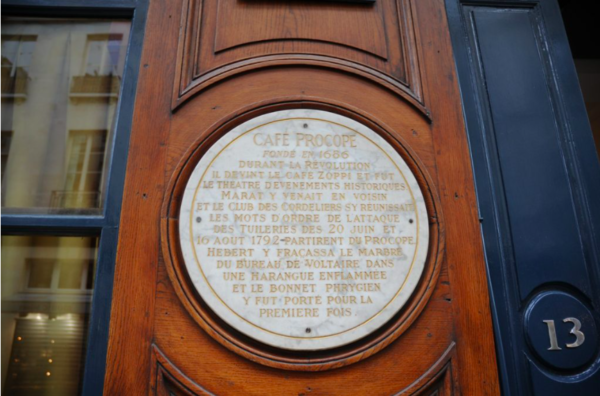 CAFE PROCOPE
FONDE EN 1686
DURANT LA REVOLUTION
IL DEVINT LE CAFE ZOPPI ET FUT
LE THEATRE D'EVENEMENTS HISTORIQUES
MARAT Y VENAIT EN VOISIN
ET LE CLUB DES CORDELIERS S'Y REUNISSAIT
LES MOTS D'ORDRE DE L'ATTAQUE
DES TUILERIES DES 20 JUIN ET
10 AOUT 1792 PARTIRENT DU PROCOPE
HEBERT Y FRACASSA LE MARBRE
DU BUREAU DE VOLTAIRE DANS
UNE HARANGUE ENFLAMMEE
ET LE BONNET PHRYGIEN
Y FUT PORTE POUR LA
PREMIERE FOIS
13